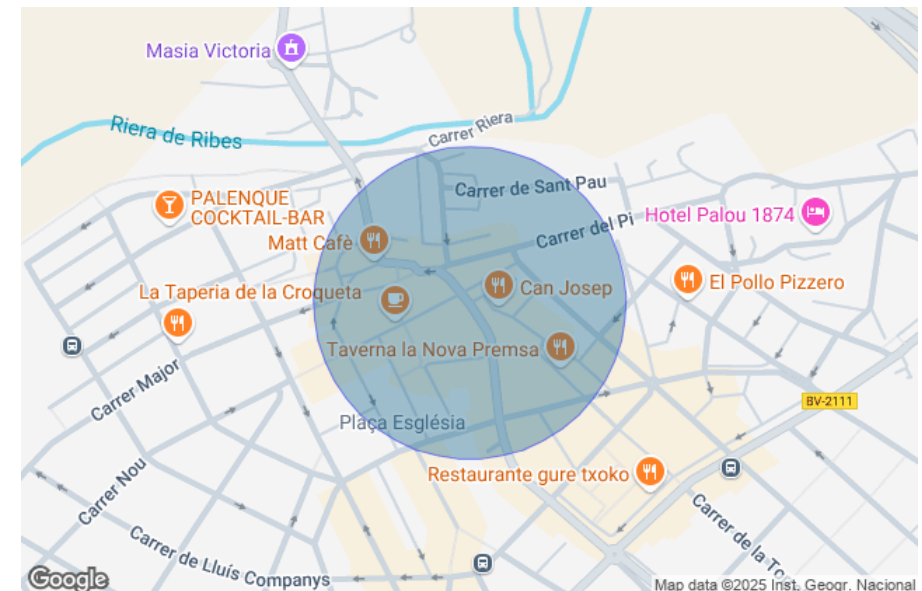 Masia Victoria
Riera de Ribes
Carrer Riera
Carrer de Sant Pau
PALENQUE
COCKTAIL-BAR
Hotel Palou 1874
Carrer del Pi
Matt Cafè
El Pollo Pizzero
La Taperia de la Croqueta
Can Josep
Taverna la Nova Premsa
Carrer Major
BV-2111
Plaça Església
Restaurante gure txoko
Carrer Nou
Carrer de la To
Carrer de Lluís Companys
Google
Map data ©2025 Inst. Geogr. Nacional